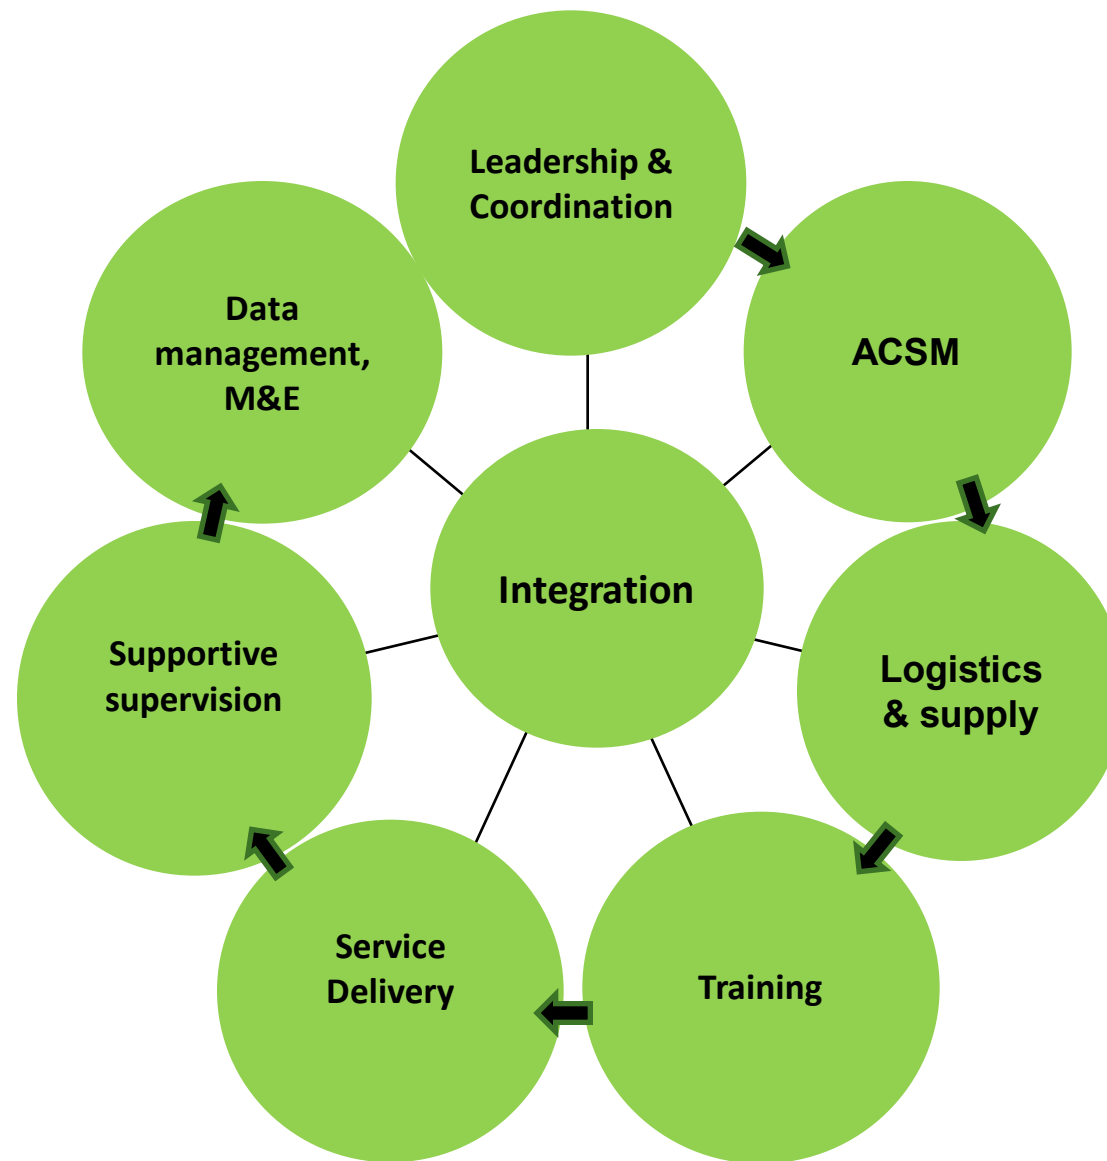 Leadership &
Coordination
ACSM
Logistics
& supply
Training
Service
Delivery
Supportive
supervision
Data
management,
M&E
Integration